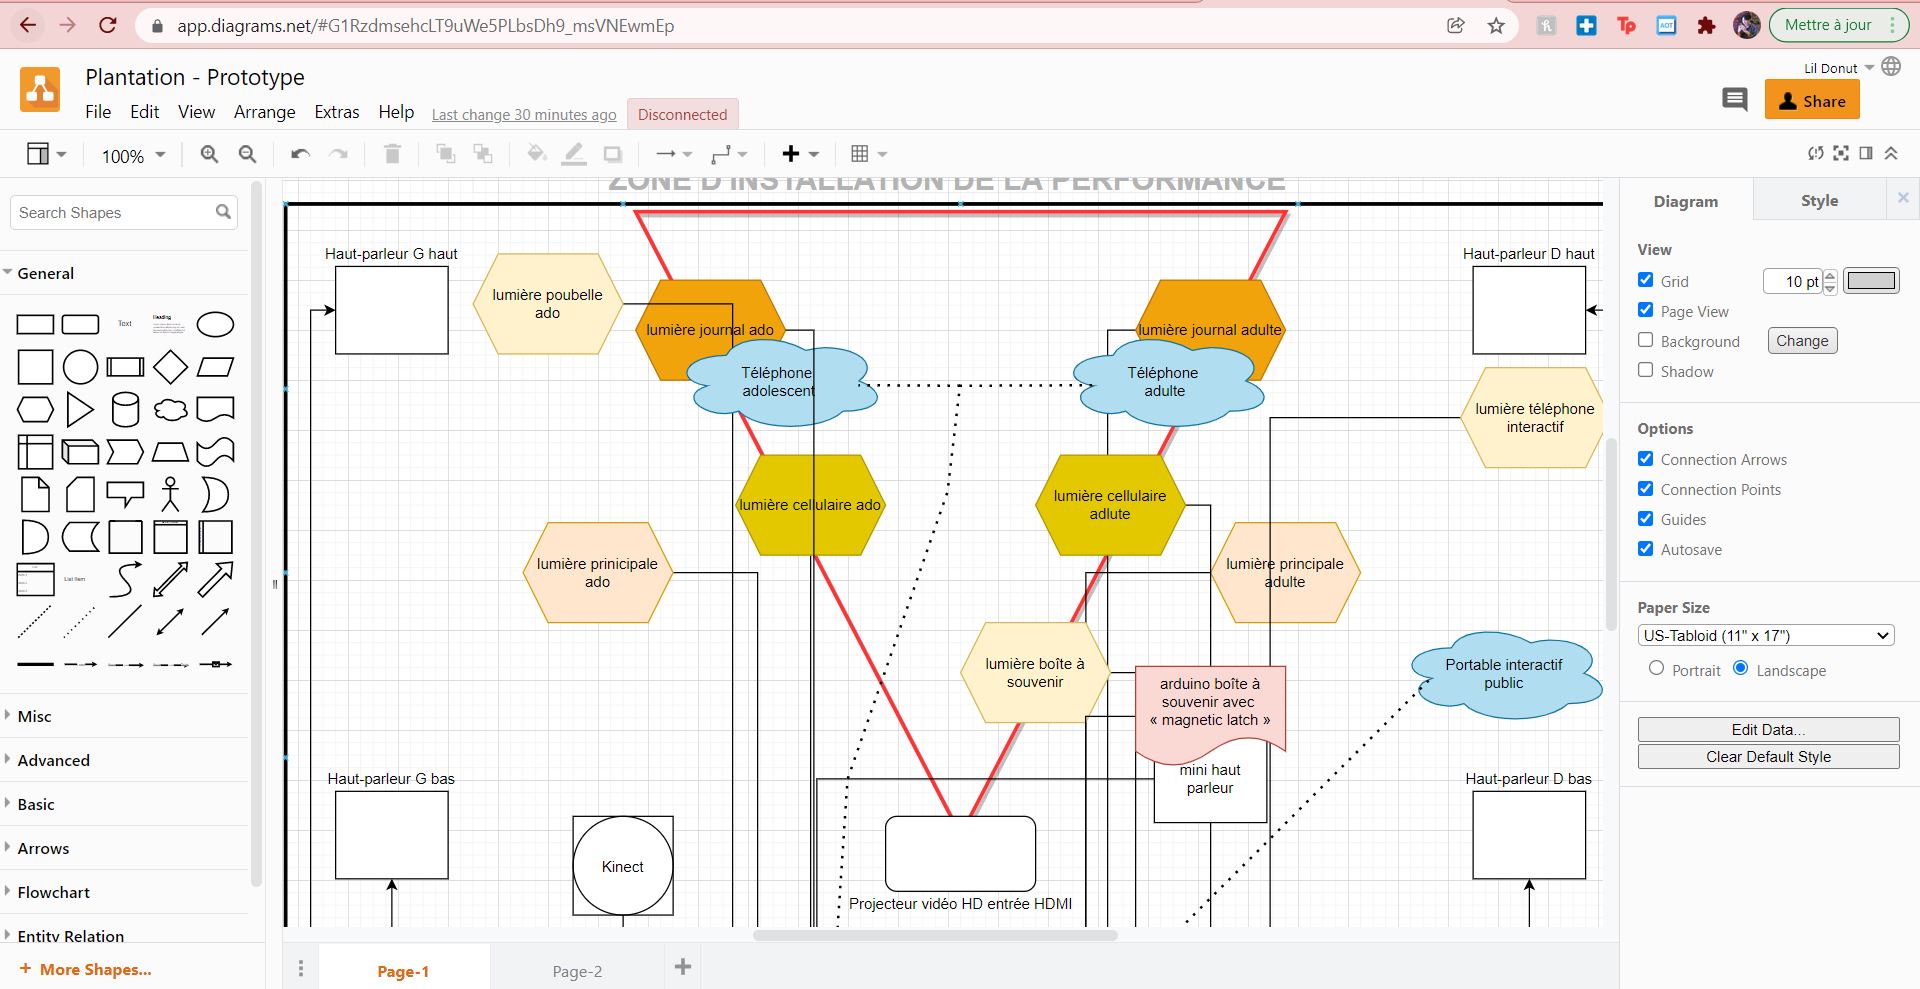 app.diagrams.net/#G1RzdmsehcLT9uWe5PLbsDh9_msVNEwmEp
Mettre à jour
Plantation - Prototype
Lil Donut
File Edit View Arrange Extras Help Last change 30 minutes ago Disconnected
Share
100%
Search Shapes
General
Text
Heading
List Item
Misc
Advanced
Basic
Arrows
Flowchart
Entity Relation
+ More Shapes...
ZONE D'INSTALLATION DE LA PERFORMANCE
Haut-parleur G haut
lumière poubelle
ado
lumière journal ado
lumière journal adulte
Haut-parleur D haut
Téléphone
adolescent
Téléphone
adulte
lumière téléphone
interactif
lumière cellulaire ado
lumière cellulaire
adlute
lumière prinicipale
ado
lumière principale
adulte
lumière boîte à
souvenir
arduino boîte à
souvenir avec
« magnetic latch »
Portable interactif
public
mini haut
parleur
Haut-parleur G bas
Haut-parleur D bas
Kinect
Projecteur vidéo HD entrée HDMI
Page-1
Page-2
Diagram
Style
View
Grid
10 pt
Page View
Background
Change
Shadow
Options
Connection Arrows
Connection Points
Guides
Autosave
Paper Size
US-Tabloid (11" x 17")
Portrait
Landscape
Edit Data...
Clear Default Style